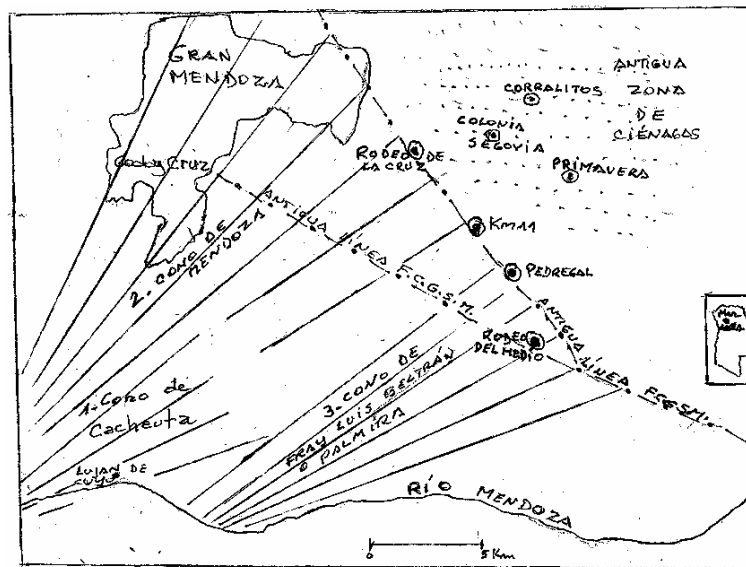 GRAN
MENDOZA
Godoy CRUZ
ANTIGUA
ZONA
DE
CIÉNAGAS
CORRALITOS
COLONIA
SEGOVIA
PRIMAVERA
RODEO DE
LA CRUZ
KM11
PEDREGAL
ANTIGUA LÍNEA F.C.G.S.M.
2- CONO DE
MENDOZA
ANTIGUA LÍNEA FCGSM.
RODEO
DEL MEDIO
3- CONO DE
FRAY LUIS BELTRÁN
O PALMIRA
1- Cono de
Cacheuta
LUJAN DE
CUYO
RÍO MENDOZA
0 5 Km